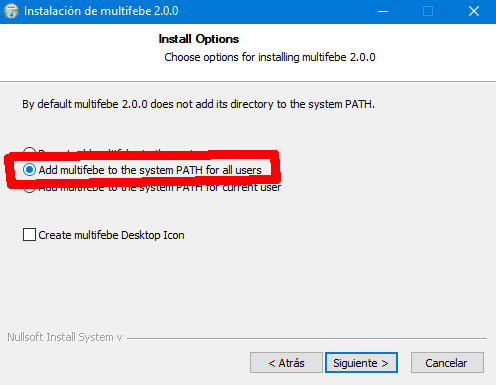 Instalación de multifebe 2.0.0
Install Options
Choose options for installing multifebe 2.0.0
By default multifebe 2.0.0 does not add its directory to the system PATH.
Add multifebe to the system PATH for all users
Add multifebe to the system PATH for current user
Create multifebe Desktop Icon
Nullsoft Install System v
< Atrás
Siguiente >
Cancelar